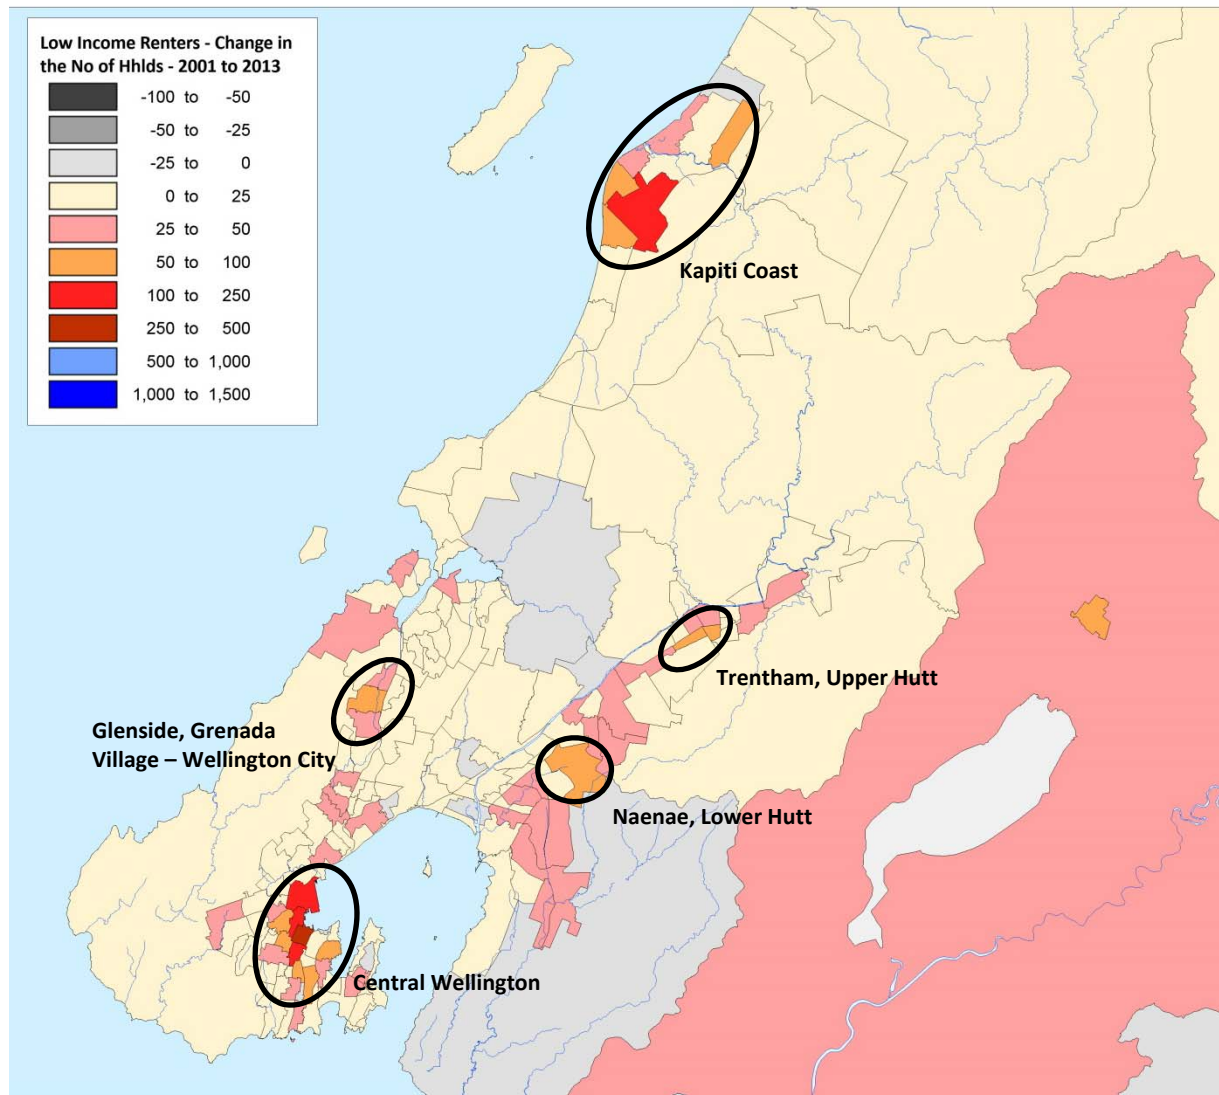 Low Income Renters - Change in
the No of Hhlds - 2001 to 2013
-100 to -50
-50 to -25
-25 to 0
0 to 25
25 to 50
50 to 100
100 to 250
250 to 500
500 to 1,000
1,000 to 1,500
Kapiti Coast
Trentham, Upper Hutt
Glenside, Grenada
Village – Wellington City
Naenae, Lower Hutt
Central Wellington